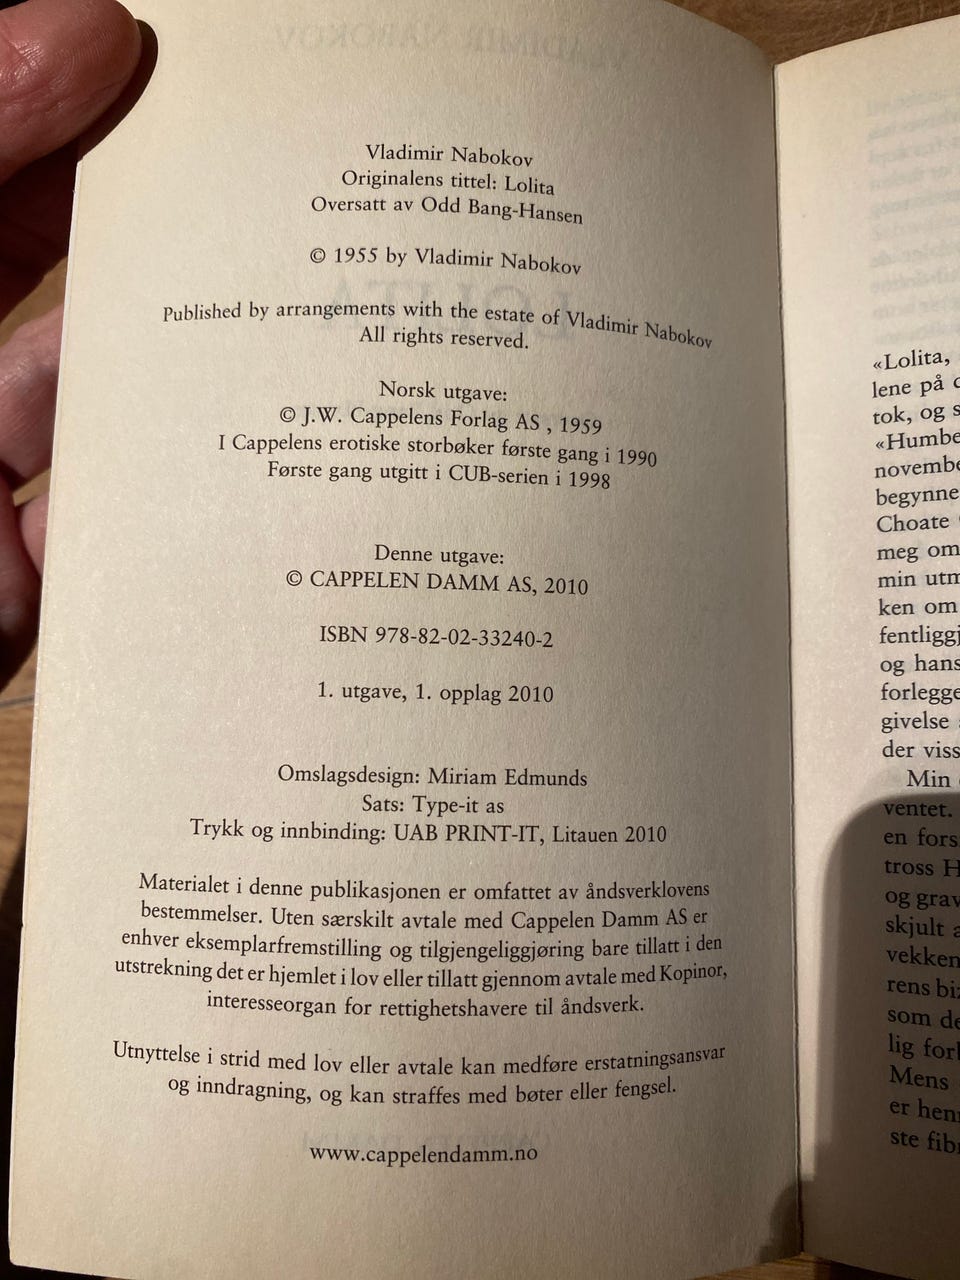 Vladimir Nabokov
Originalens tittel: Lolita
Oversatt av Odd Bang-Hansen
© 1955 by Vladimir Nabokov
Published by arrangements with the estate of Vladimir Nabokov
All rights reserved.
Norsk utgave:
© J.W. Cappelens Forlag AS , 1959
I Cappelens erotiske storbøker første gang i 1990
Første gang utgitt i CUB-serien i 1998
Denne utgave:
© CAPPELEN DAMM AS, 2010
ISBN 978-82-02-33240-2
1. utgave, 1. opplag 2010
Omslagsdesign: Miriam Edmunds
Sats: Type-it as
Trykk og innbinding: UAB PRINT-IT, Litauen 2010
Materialet i denne publikasjonen er omfattet av åndsverklovens
bestemmelser. Uten særskilt avtale med Cappelen Damm AS er
enhver eksemplarfremstilling og tilgjengeliggjøring bare tillatt i den
utstrekning det er hjemlet i lov eller tillatt gjennom avtale med Kopinor,
interesseorgan for rettighetshavere til åndsverk.
Utnyttelse i strid med lov eller avtale kan medføre erstatningsansvar
og inndragning, og kan straffes med bøter eller fengsel.
www.cappelendamm.no
«Lolita,
lene på
tok, og
«Humbe
novembe
begynne
Choate
meg om
min utm
ken om
fentliggj
og hans
forlegge
givelse
der viss
Min
ventet.
en fors
tross H
og grav
skjult
vekken
rens biz
som de
lig forl
Mens
er henn
ste fibr